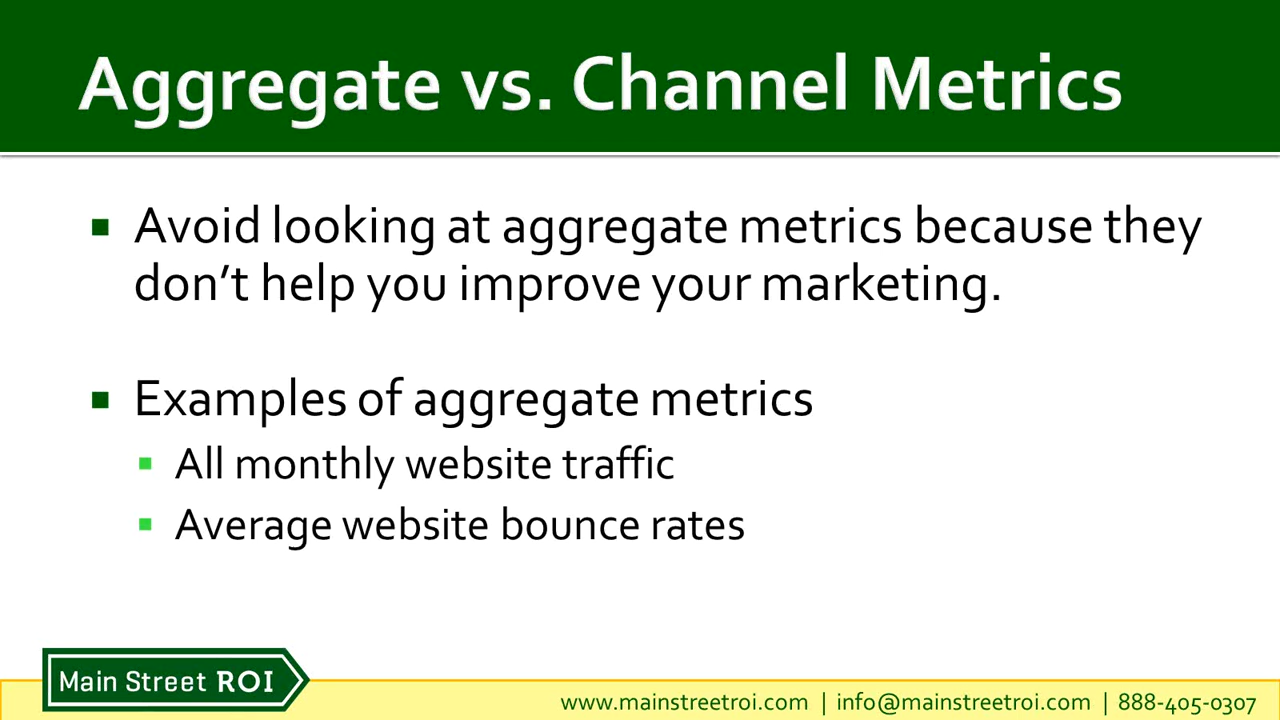 Aggregate vs. Channel Metrics
Avoid looking at aggregate metrics because they
don’t help you improve your marketing.
Examples of aggregate metrics
All monthly website traffic
Average website bounce rates
Main Street ROI
www.mainstreetroi.com | info@mainstreetroi.com | 888-405-0307